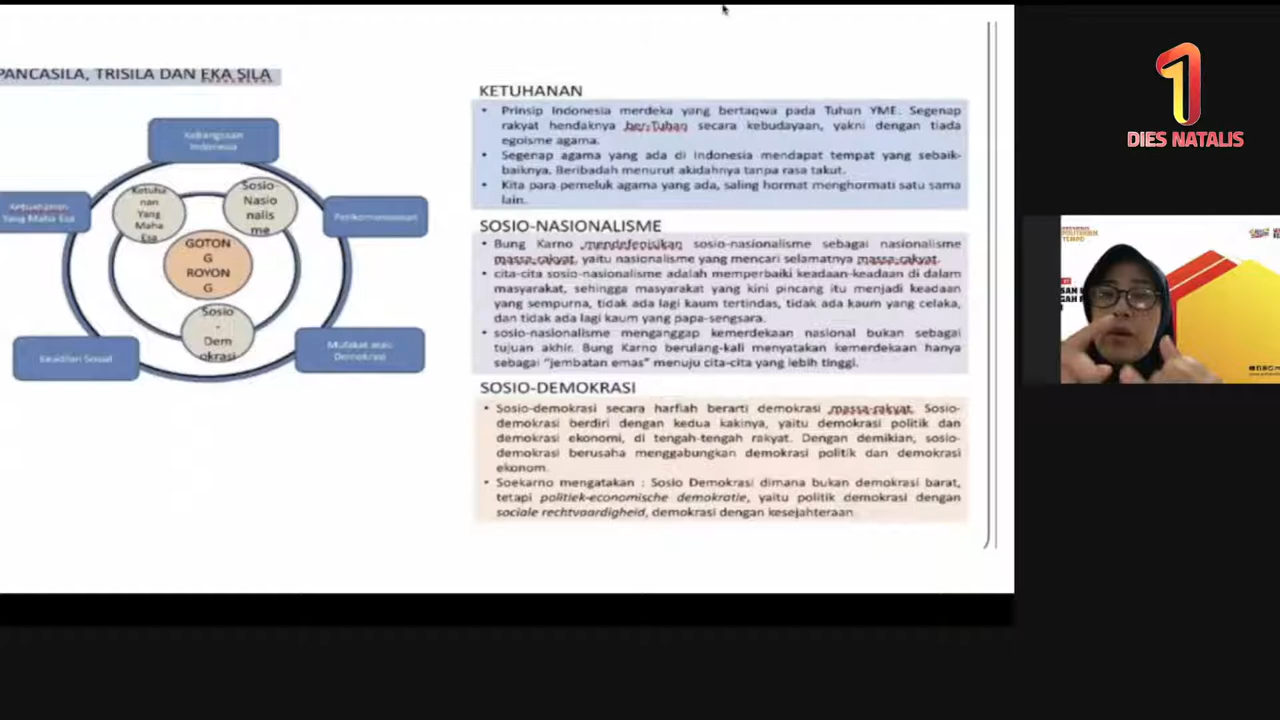 PANCASILA, TRISILA DAN EKA SILA
Kebangsaan
Indonesia
Ketuhanan
Yang Maha Esa
Perikemanusiaan
Keadilan Sosial
Mufakat atau
Demokrasi
Ketuha
nan
Yang
Maha
Esa
Sosio-
Nasio
nalis
me
GOTON
G
ROYON
G
Sosio
-
Dem
okrasi
KETUHANAN
• Prinsip Indonesia merdeka yang bertaqwa pada Tuhan YME. Segenap
rakyat hendaknya ber-Tuhan secara kebudayaan, yakni dengan tiada
egoisme agama.
• Segenap agama yang ada di Indonesia mendapat tempat yang sebaik-
baiknya. Beribadah menurut akidahnya tanpa rasa takut.
• Kita para pemeluk agama yang ada, saling hormat menghormati satu sama
lain.
SOSIO-NASIONALISME
• Bung Karno mendefenisikan sosio-nasionalisme sebagai nasionalisme
massa-rakyat, yaitu nasionalisme yang mencari selamatnya massa-rakyat.
• cita-cita sosio-nasionalisme adalah memperbaiki keadaan-keadaan di dalam
masyarakat, sehingga masyarakat yang kini pincang itu menjadi keadaan
yang sempurna, tidak ada lagi kaum tertindas, tidak ada kaum yang celaka,
dan tidak ada lagi kaum yang papa-sengsara.
• sosio-nasionalisme menganggap kemerdekaan nasional bukan sebagai
tujuan akhir. Bung Karno berulang-kali menyatakan kemerdekaan hanya
sebagai "jembatan emas" menuju cita-cita yang lebih tinggi.
SOSIO-DEMOKRASI
• Sosio-demokrasi secara harfiah berarti demokrasi massa-rakyat. Sosio-
demokrasi berdiri dengan kedua kakinya, yaitu demokrasi politik dan
demokrasi ekonomi, di tengah-tengah rakyat. Dengan demikian, sosio-
demokrasi berusaha menggabungkan demokrasi politik dan demokrasi
ekonom.
• Soekarno mengatakan : Sosio Demokrasi dimana bukan demokrasi barat,
tetapi politiek-economische demokratie, yaitu politik demokrasi dengan
sociale rechtvaardigheid, demokrasi dengan kesejahteraan
1
DIES NATALIS
POLITEKNIK
TEMPO